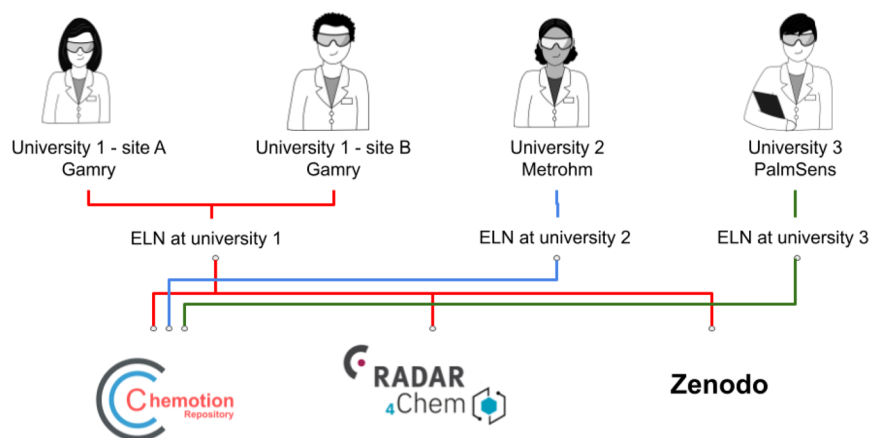 University 1 - site A
Gamry
University 1 - site B
Gamry
University 2
Metrohm
University 3
PalmSens
ELN at university 1
ELN at university 2
ELN at university 3
Chemotion
Repository
RADAR
4Chem
Zenodo